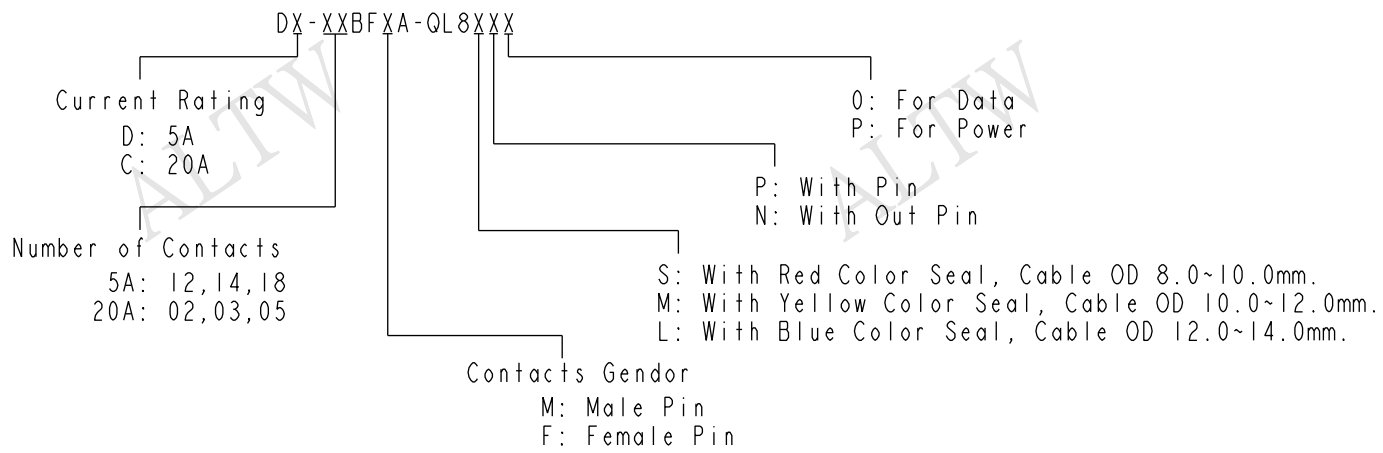 DX-XXBFXA-QL8XXX
Current Rating
D: 5A
C: 20A
Number of Contacts
5A: 12,14,18
20A: 02,03,05
O: For Data
P: For Power
P: With Pin
N: With Out Pin
S: With Red Color Seal, Cable OD 8.0~10.0mm.
M: With Yellow Color Seal, Cable OD 10.0~12.0mm.
L: With Blue Color Seal, Cable OD 12.0~14.0mm.
Contacts Gendor
M: Male Pin
F: Female Pin
ALTW
ALTW